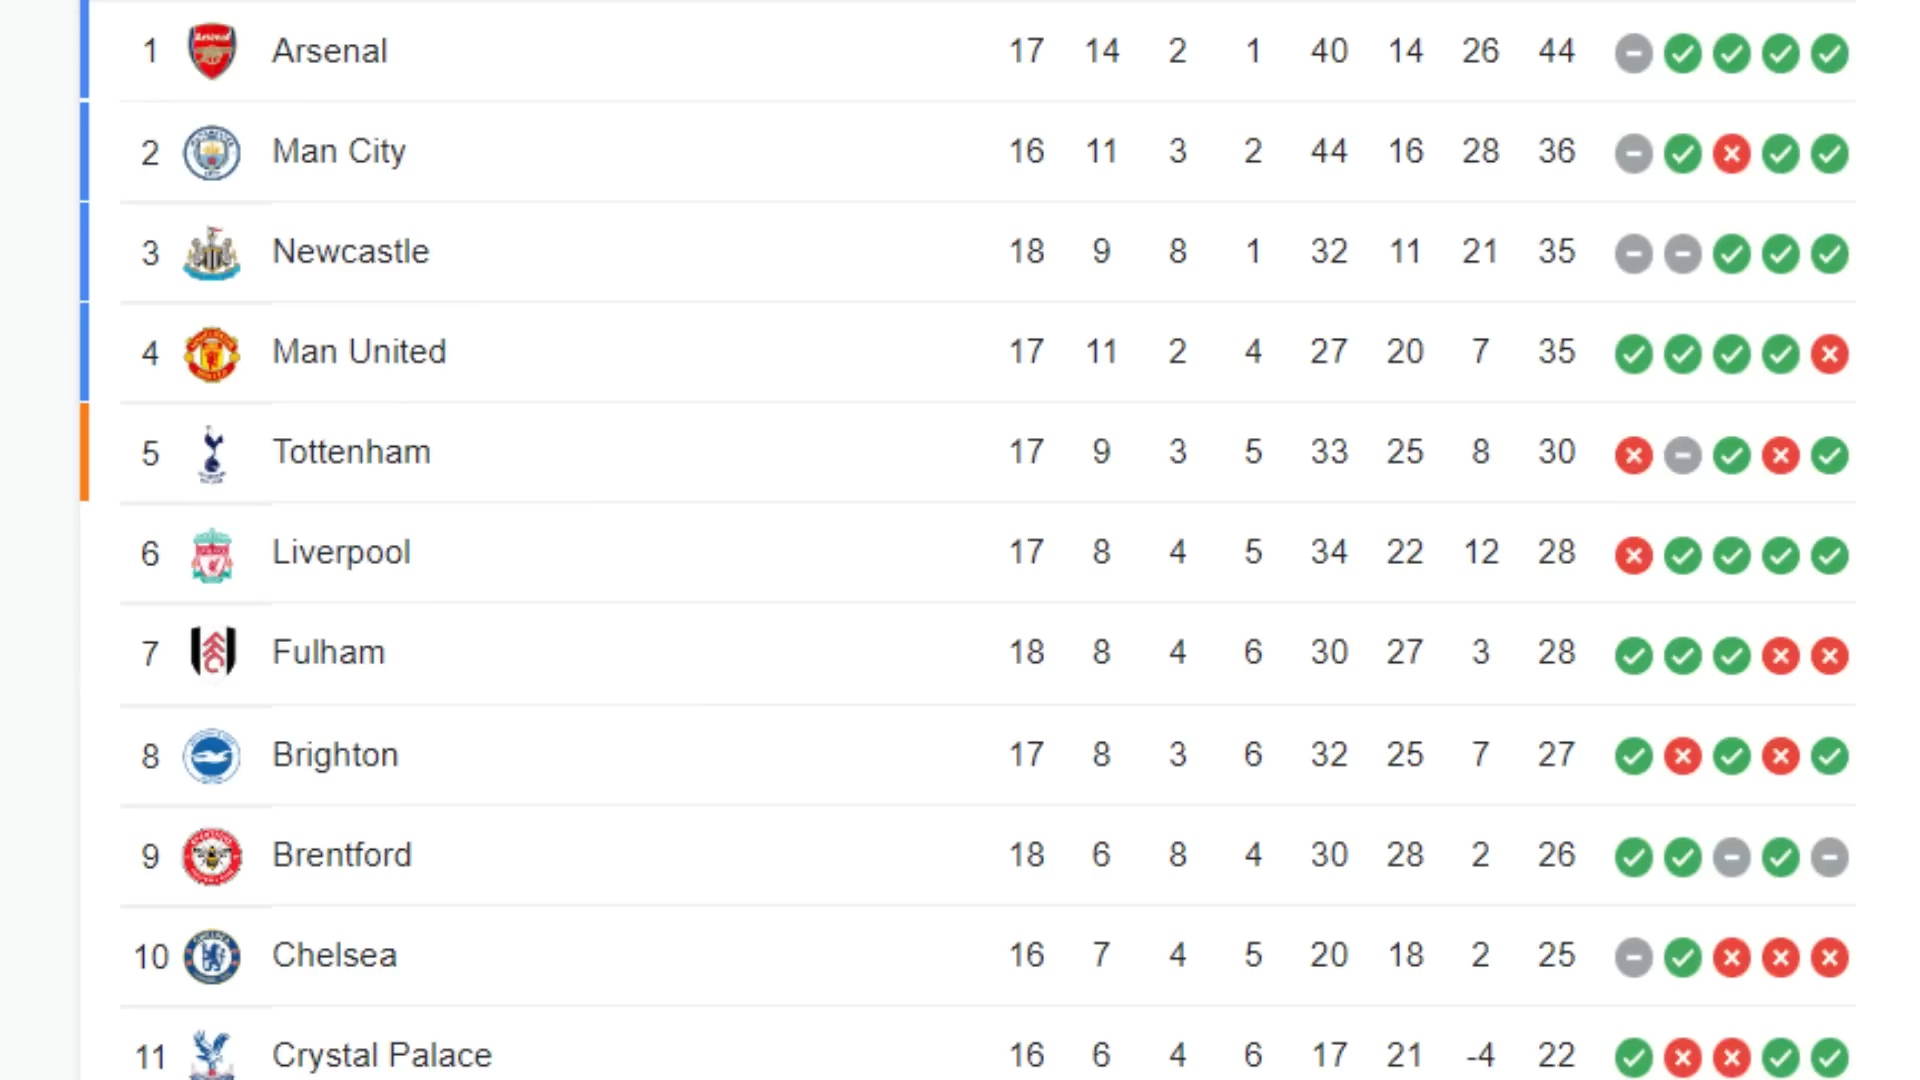 1 Arsenal 17 14 2 1 40 14 26 44
2 Man City 16 11 3 2 44 16 28 36
3 Newcastle 18 9 8 1 32 11 21 35
4 Man United 17 11 2 4 27 20 7 35
5 Tottenham 17 9 3 5 33 25 8 30
6 Liverpool 17 8 4 5 34 22 12 28
7 Fulham 18 8 4 6 30 27 3 28
8 Brighton 17 8 3 6 32 25 7 27
9 Brentford 18 6 8 4 30 28 2 26
10 Chelsea 16 7 4 5 20 18 2 25
11 Crystal Palace 16 6 4 6 17 21 -4 22